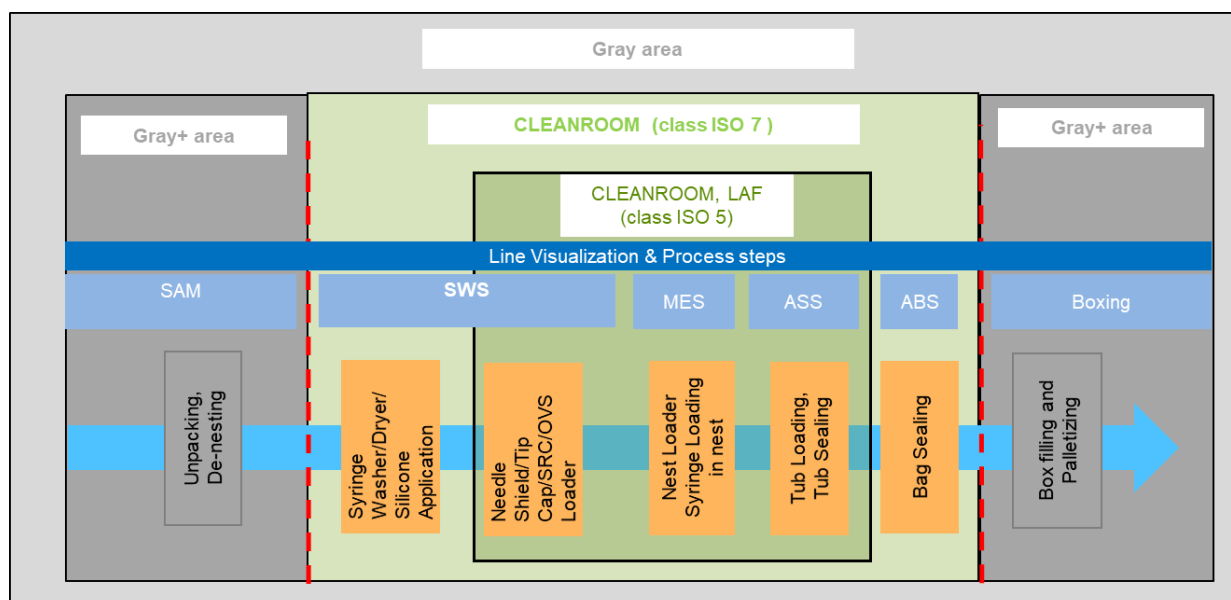 Gray area
Gray+ area
CLEANROOM (class ISO 7 )
Gray+ area
CLEANROOM, LAF
(class ISO 5)
Line Visualization & Process steps
SAM
SWS
MES
ASS
ABS
Boxing
Unpacking,
De-nesting
Syringe
Washer/Dryer/
Silicone
Application
Needle
Shield/Tip
Cap/SRC/OVS
Loader
Nest Loader
Syringe Loading
in nest
Tub Loading,
Tub Sealing
Bag Sealing
Box filling and
Palletizing